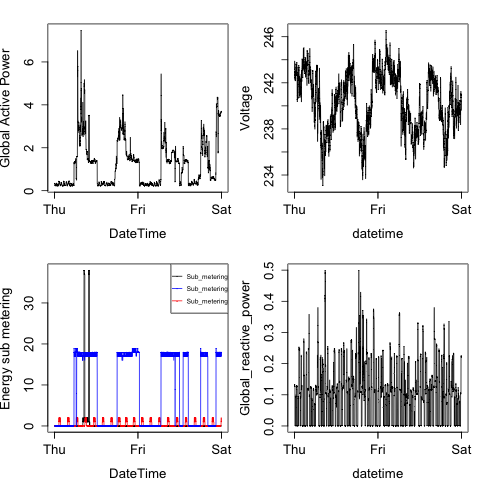 Global Active Power
0 2 4 6
Thu Fri Sat
DateTime
Voltage
234 238 242 246
Thu Fri Sat
datetime
Energy sub metering
0 10 20 30
Sub_metering
Sub_metering
Sub_metering
Thu Fri Sat
DateTime
Global_reactive_power
0.0 0.1 0.2 0.3 0.4 0.5
Thu Fri Sat
datetime